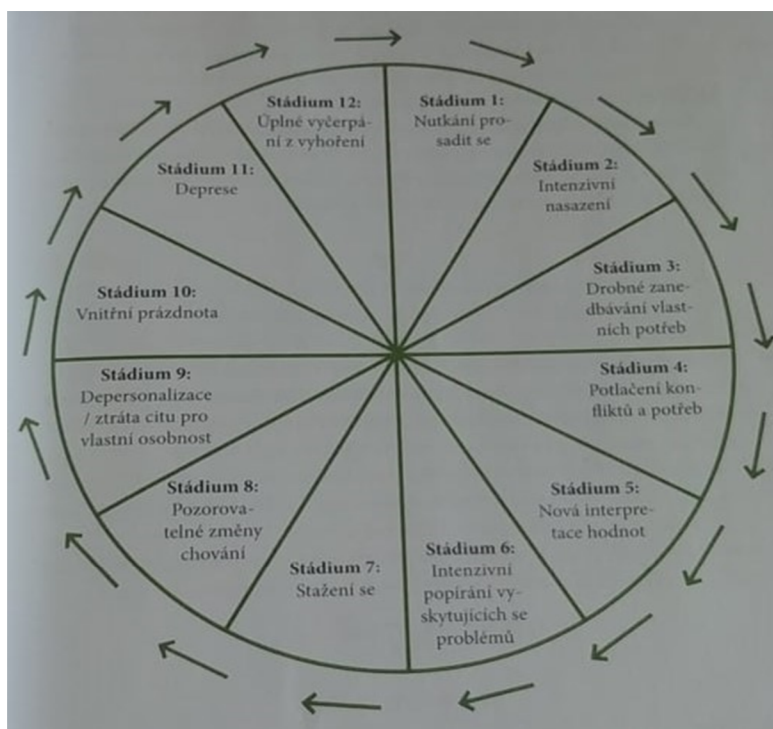 Stádium 1:
Nutkání pro-
sadit se
Stádium 2:
Intenzivní
nasazení
Stádium 3:
Drobné zane-
dbávání vlast-
ních potřeb
Stádium 4:
Potlačení kon-
fliktů a potřeb
Stádium 5:
Nová interpre-
tace hodnot
Stádium 6:
Intenzivní
popírání vy-
skytujících se
problémů
Stádium 7:
Stažení se
Stádium 8:
Pozorova-
telné změny
chování
Stádium 9:
Depersonalizace
/ ztráta citu pro
vlastní osobnost
Stádium 10:
Vnitřní prázdnota
Stádium 11:
Deprese
Stádium 12:
Úplné vyčerpá-
ní z vyhoření